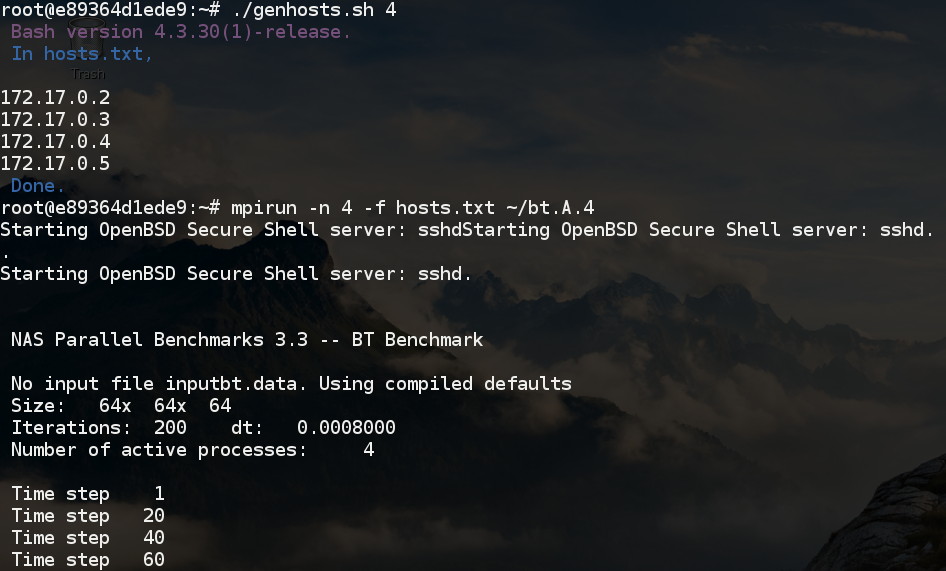 root@e89364d1ede9:~# ./genhosts.sh 4
Bash version 4.3.30(1)-release.
In hosts.txt,
Trash
172.17.0.2
172.17.0.3
172.17.0.4
172.17.0.5
Done.
root@e89364d1ede9:~# mpirun -n 4 -f hosts.txt ~/bt.A.4
Starting OpenBSD Secure Shell server: sshdStarting OpenBSD Secure Shell server: sshd.
.
Starting OpenBSD Secure Shell server: sshd.
NAS Parallel Benchmarks 3.3 -- BT Benchmark
No input file inputbt.data. Using compiled defaults
Size:   64x  64x  64
Iterations:  200    dt:   0.0008000
Number of active processes:     4
Time step    1
Time step   20
Time step   40
Time step   60